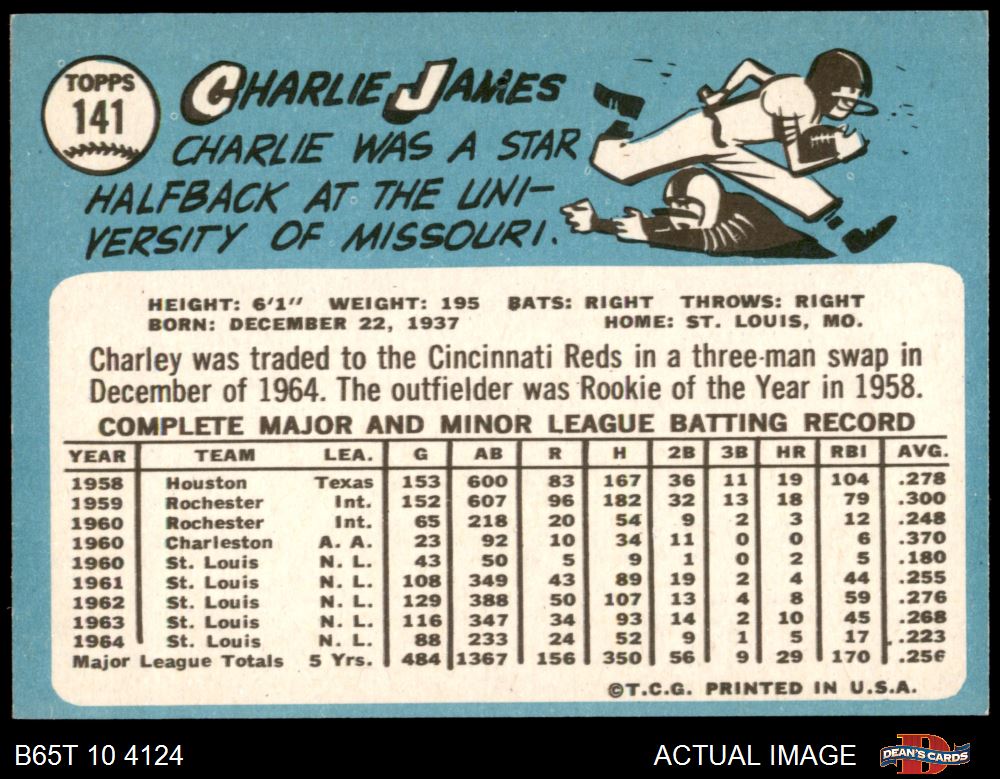 TOPPS
141
CHARLIE JAMES
CHARLIE WAS A STAR
HALFBACK AT THE UNI-
VERSITY OF MISSOURI.
HEIGHT: 6'1" WEIGHT: 195 BATS: RIGHT THROWS: RIGHT
BORN: DECEMBER 22, 1937 HOME: ST. LOUIS, MO.
Charley was traded to the Cincinnati Reds in a three-man swap in
December of 1964. The outfielder was Rookie of the Year in 1958.
COMPLETE MAJOR AND MINOR LEAGUE BATTING RECORD
YEAR TEAM LEA. G AB R H 2B 3B HR RBI AVG.
1958 Houston Texas 153 600 83 167 36 11 19 104 .278
1959 Rochester Int. 152 607 96 182 32 13 18 79 .300
1960 Rochester Int. 65 218 20 54 9 2 3 12 .248
1960 Charleston A. A. 23 92 10 34 11 0 0 6 .370
1960 St. Louis N. L. 43 50 5 9 1 0 2 5 .180
1961 St. Louis N. L. 108 349 43 89 19 2 4 44 .255
1962 St. Louis N. L. 129 388 50 107 13 4 8 59 .276
1963 St. Louis N. L. 116 347 34 93 14 2 10 45 .268
1964 St. Louis N. L. 88 233 24 52 9 1 5 17 .223
Major League Totals 5 Yrs. 484 1367 156 350 56 9 29 170 .256
©T.C.G. PRINTED IN U.S.A.
B65T 10 4124 ACTUAL IMAGE DEAN'S CARDS